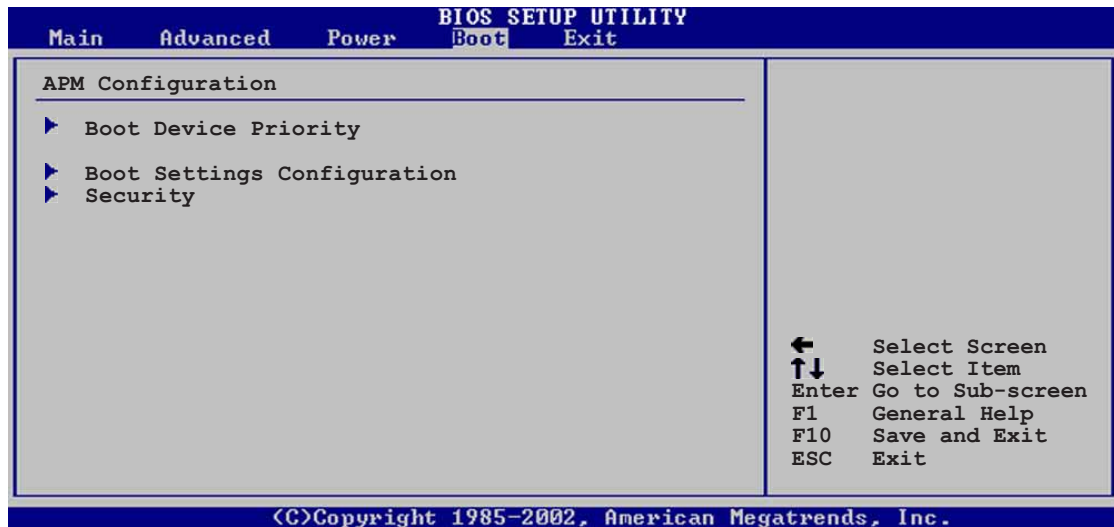 BIOS SETUP UTILITY
Main Advanced Power Boot Exit
APM Configuration
Boot Device Priority
Boot Settings Configuration
Security
← Select Screen
↑↓ Select Item
Enter Go to Sub-screen
F1 General Help
F10 Save and Exit
ESC Exit
(C)Copyright 1985-2002, American Megatrends, Inc.